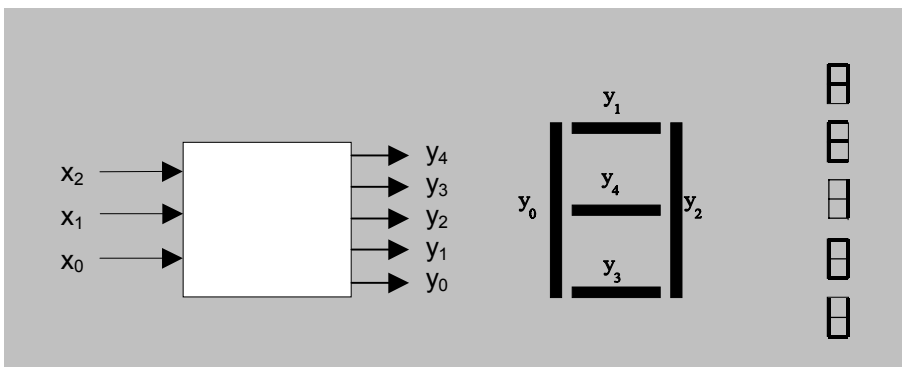 x₂
x₁
x₀
y₄
y₃
y₂
y₁
y₀
y₁
y₀
y₄
y₂
y₃